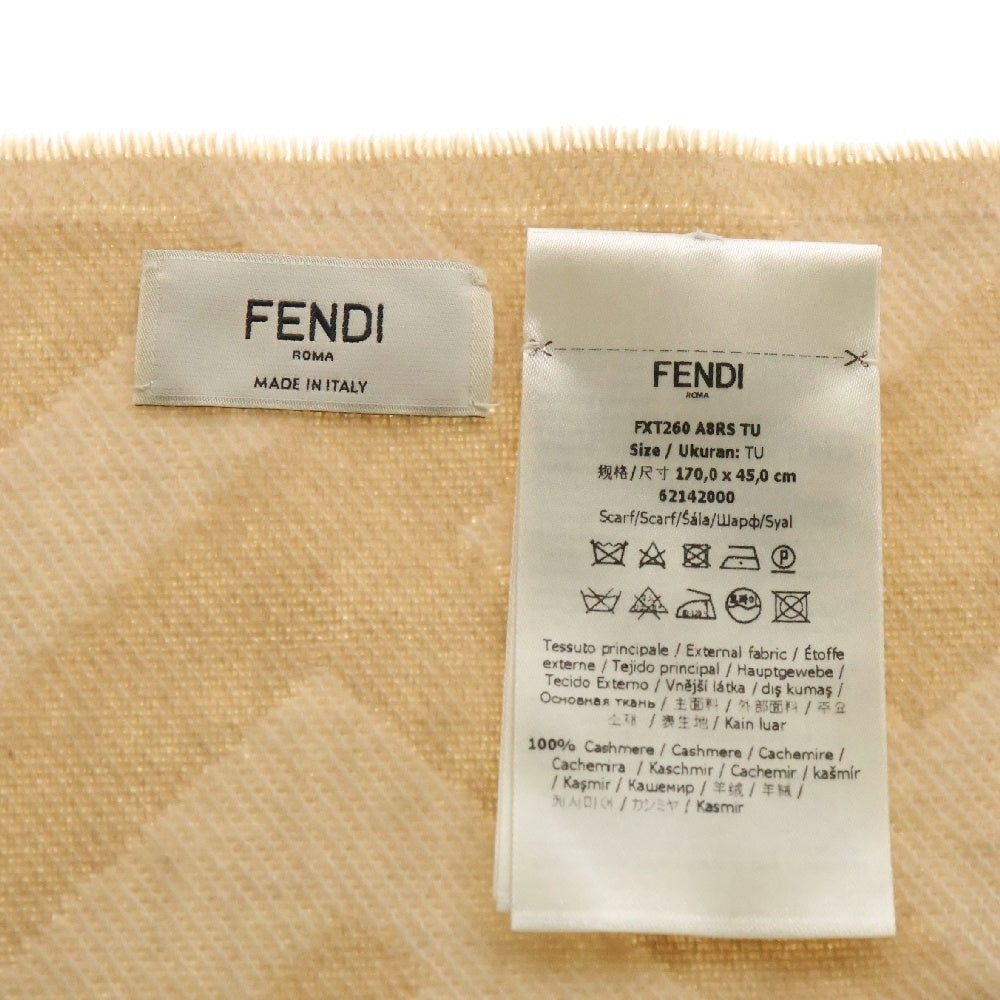 FENDI
ROMA
MADE IN ITALY
FENDI
ROMA
FXT260 A8RS TU
Size / Ukuran: TU
规格/尺寸 170,0 x 45,0 cm
62142000
Scarf/Scarf/Šála/Шарф/Syal
P
Tessuto principale / External fabric / Étoffe
externe / Tejido principal / Hauptgewebe /
Tecido Externo / Vnější látka / dış kumaş /
Основная ткань / 主面料 / 外部面料 / 주요
소재 / 表生地 / Kain luar
100% Cashmere / Cashmere / Cachemire /
Cachemira / Kaschmir / Cachemir / kašmír
/ Kaşmir / Кашемир / 羊绒 / 羊絨 /
캐시미어 / カシミヤ / Kasmir